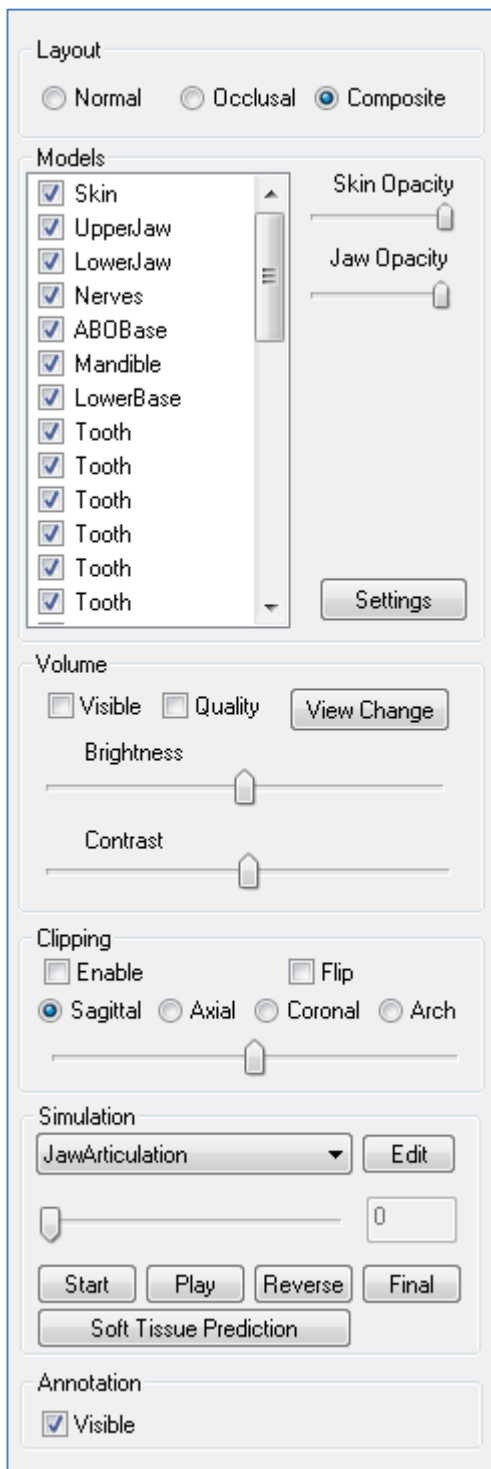 Layout
Normal Occlusal Composite
Models
Skin
UpperJaw
LowerJaw
Nerves
ABOBase
Mandible
LowerBase
Tooth
Tooth
Tooth
Tooth
Tooth
Tooth
Skin Opacity
Jaw Opacity
Settings
Volume
Visible Quality View Change
Brightness
Contrast
Clipping
Enable Flip
Sagittal Axial Coronal Arch
Simulation
JawArticulation Edit
0
Start Play Reverse Final
Soft Tissue Prediction
Annotation
Visible